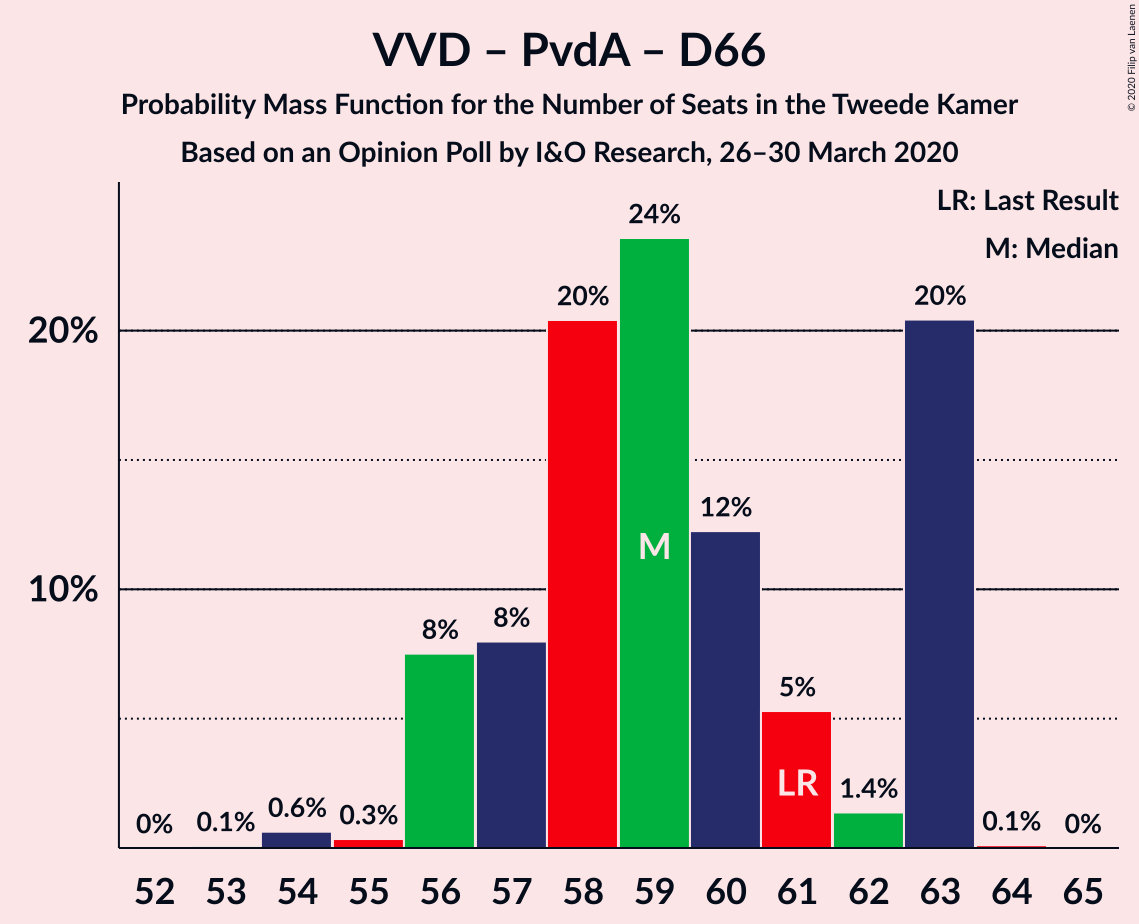 VVD – PvdA – D66
Probability Mass Function for the Number of Seats in the Tweede Kamer
Based on an Opinion Poll by I&O Research, 26–30 March 2020
© 2020 Filip van Laenen
LR: Last Result
M: Median
20%
10%
0%
0.1%
0.6%
0.3%
8%
8%
20%
24%
12%
5%
1.4%
20%
0.1%
0%
M
LR
52 53 54 55 56 57 58 59 60 61 62 63 64 65